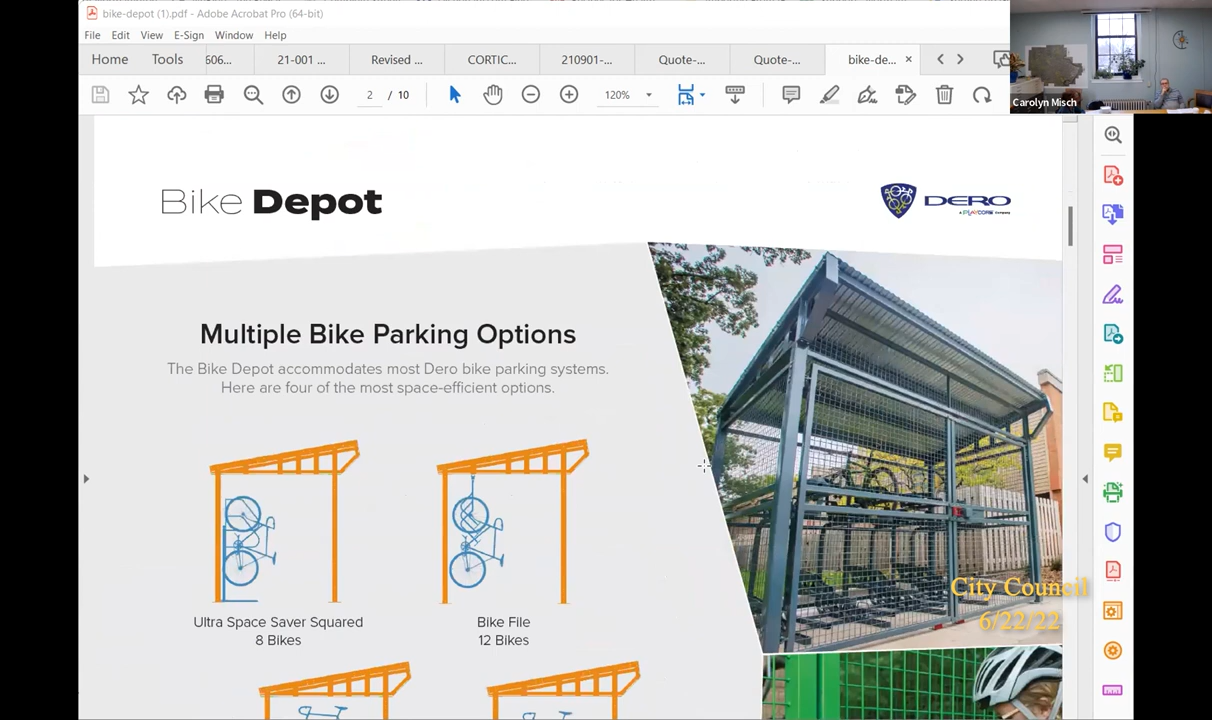 bike-depot (1).pdf - Adobe Acrobat Pro (64-bit)
File Edit View E-Sign Window Help
Home Tools 606... 21-001 ... Revised ... CORTIC... 210901-... Quote-... Quote-... bike-de... ×
2 / 10 120%
Carolyn Misch
Bike Depot
DERO
A PLAYCORE Company
Multiple Bike Parking Options
The Bike Depot accommodates most Dero bike parking systems.
Here are four of the most space-efficient options.
Ultra Space Saver Squared
8 Bikes
Bike File
12 Bikes
City Council
6/22/22